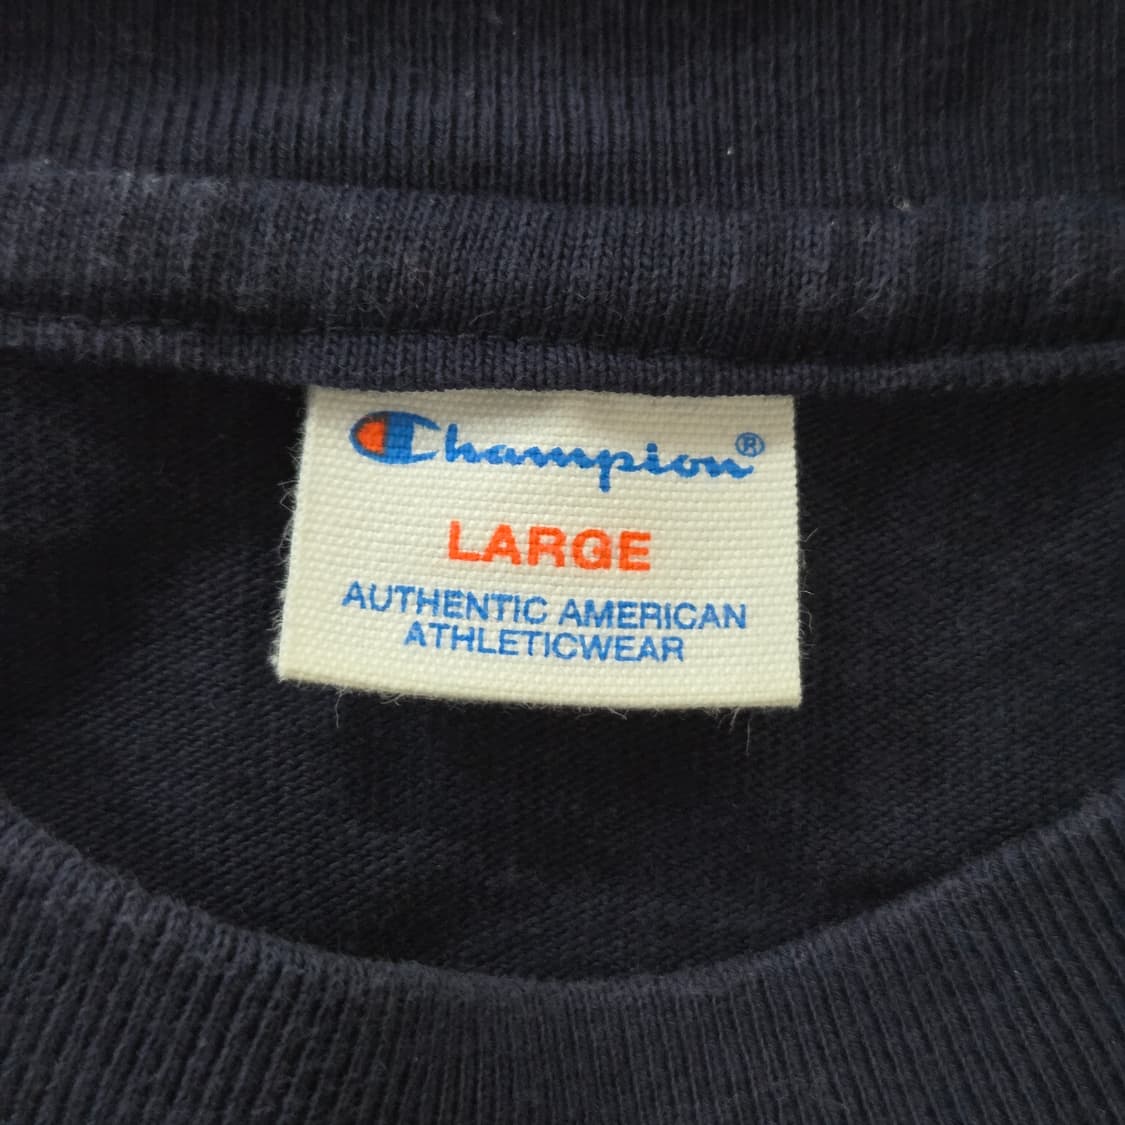 Champion®
LARGE
AUTHENTIC AMERICAN
ATHLETICWEAR